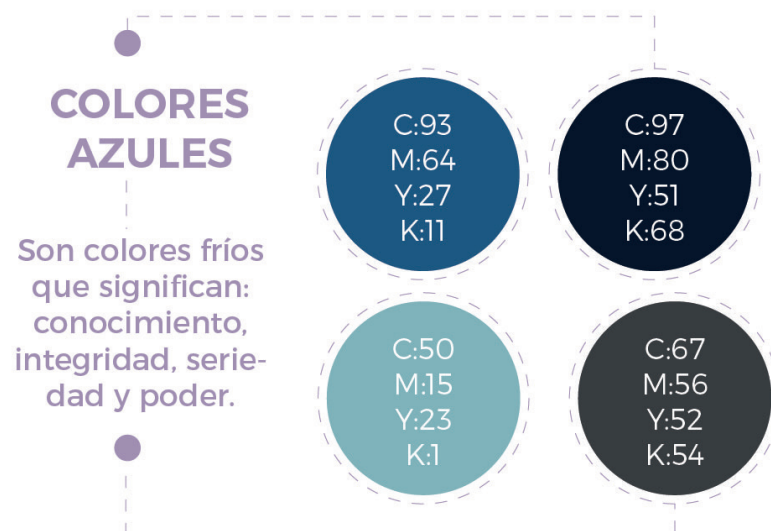 COLORES
AZULES
Son colores fríos
que significan:
conocimiento,
integridad, serie-
dad y poder.
C:93
M:64
Y:27
K:11
C:97
M:80
Y:51
K:68
C:50
M:15
Y:23
K:1
C:67
M:56
Y:52
K:54